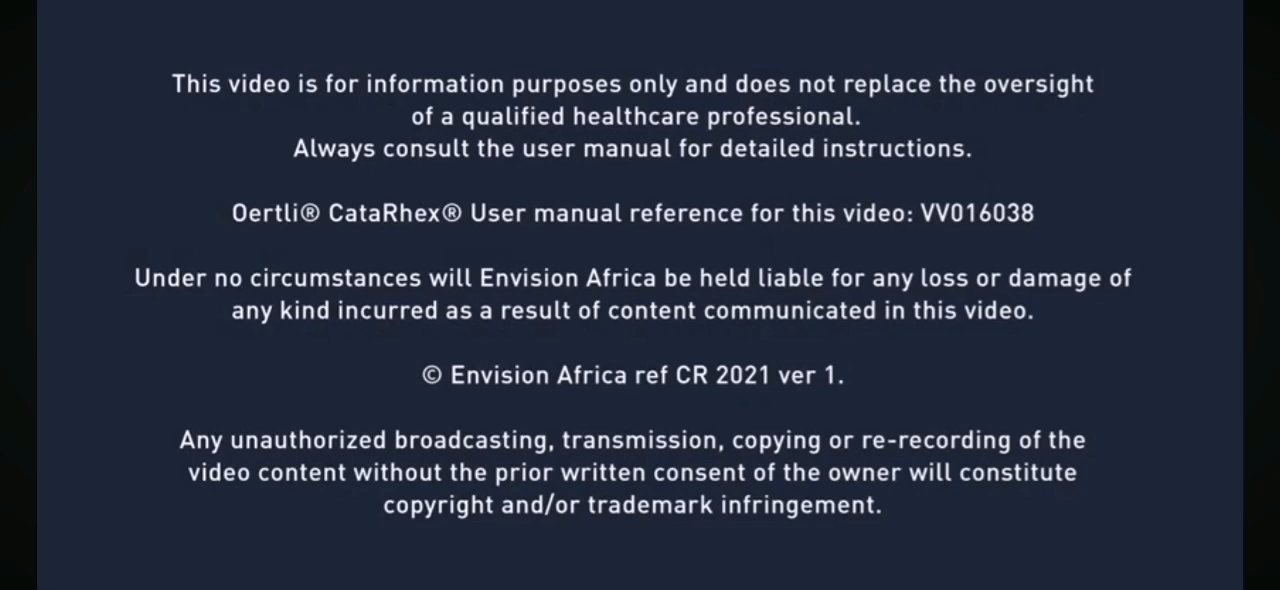 This video is for information purposes only and does not replace the oversight
of a qualified healthcare professional.
Always consult the user manual for detailed instructions.
Oertli® CataRhex® User manual reference for this video: VV016038
Under no circumstances will Envision Africa be held liable for any loss or damage of
any kind incurred as a result of content communicated in this video.
© Envision Africa ref CR 2021 ver 1.
Any unauthorized broadcasting, transmission, copying or re-recording of the
video content without the prior written consent of the owner will constitute
copyright and/or trademark infringement.